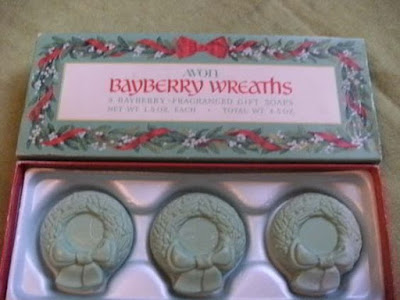 AVON
BAYBERRY WREATHS
3 BAYBERRY-FRAGRANCED GIFT SOAPS
NET WT. 1.5 OZ. EACH • TOTAL WT. 4.5 OZ.